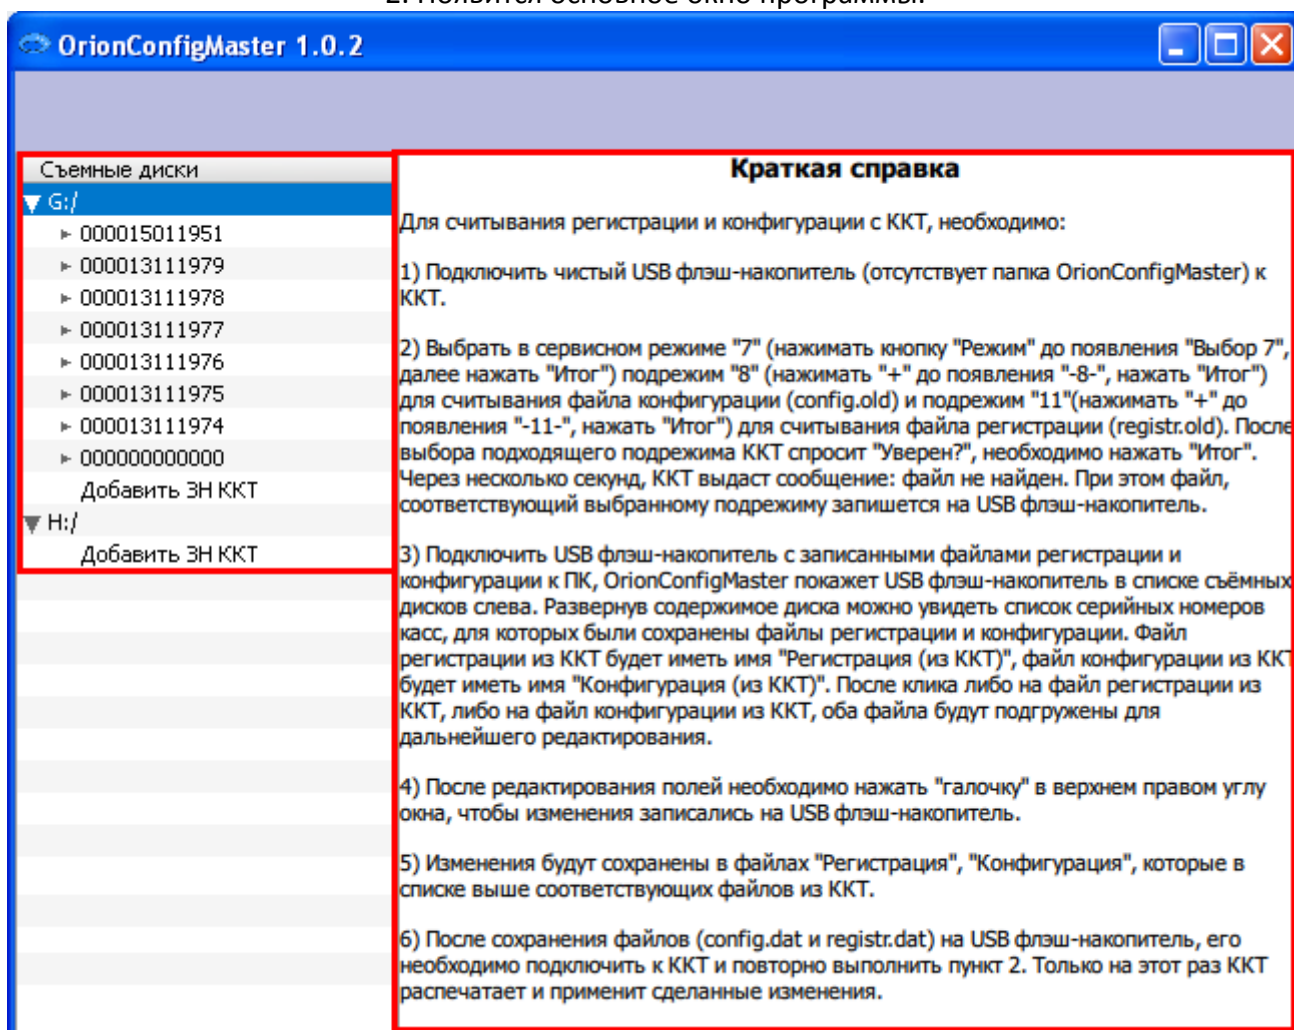 2. Появится основное окно программы.
OrionConfigMaster 1.0.2
Съемные диски
G:/
000015011951
000013111979
000013111978
000013111977
000013111976
000013111975
000013111974
000000000000
Добавить ЗН ККТ
H:/
Добавить ЗН ККТ
Краткая справка
Для считывания регистрации и конфигурации с ККТ, необходимо:
1) Подключить чистый USB флэш-накопитель (отсутствует папка OrionConfigMaster) к
ККТ.
2) Выбрать в сервисном режиме "7" (нажимать кнопку "Режим" до появления "Выбор 7",
далее нажать "Итог") подрежим "8" (нажимать "+" до появления "-8-", нажать "Итог")
для считывания файла конфигурации (config.old) и подрежим "11"(нажимать "+" до
появления "-11-", нажать "Итог") для считывания файла регистрации (registr.old). После
выбора подходящего подрежима ККТ спросит "Уверен?", необходимо нажать "Итог".
Через несколько секунд, ККТ выдаст сообщение: файл не найден. При этом файл,
соответствующий выбранному подрежиму запишется на USB флэш-накопитель.
3) Подключить USB флэш-накопитель с записанными файлами регистрации и
конфигурации к ПК, OrionConfigMaster покажет USB флэш-накопитель в списке съёмных
дисков слева. Развернув содержимое диска можно увидеть список серийных номеров
касс, для которых были сохранены файлы регистрации и конфигурации. Файл
регистрации из ККТ будет иметь имя "Регистрация (из ККТ)", файл конфигурации из ККТ
будет иметь имя "Конфигурация (из ККТ)". После клика либо на файл регистрации из
ККТ, либо на файл конфигурации из ККТ, оба файла будут подгружены для
дальнейшего редактирования.
4) После редактирования полей необходимо нажать "галочку" в верхнем правом углу
окна, чтобы изменения записались на USB флэш-накопитель.
5) Изменения будут сохранены в файлах "Регистрация", "Конфигурация", которые в
списке выше соответствующих файлов из ККТ.
6) После сохранения файлов (config.dat и registr.dat) на USB флэш-накопитель, его
необходимо подключить к ККТ и повторно выполнить пункт 2. Только на этот раз ККТ
распечатает и применит сделанные изменения.